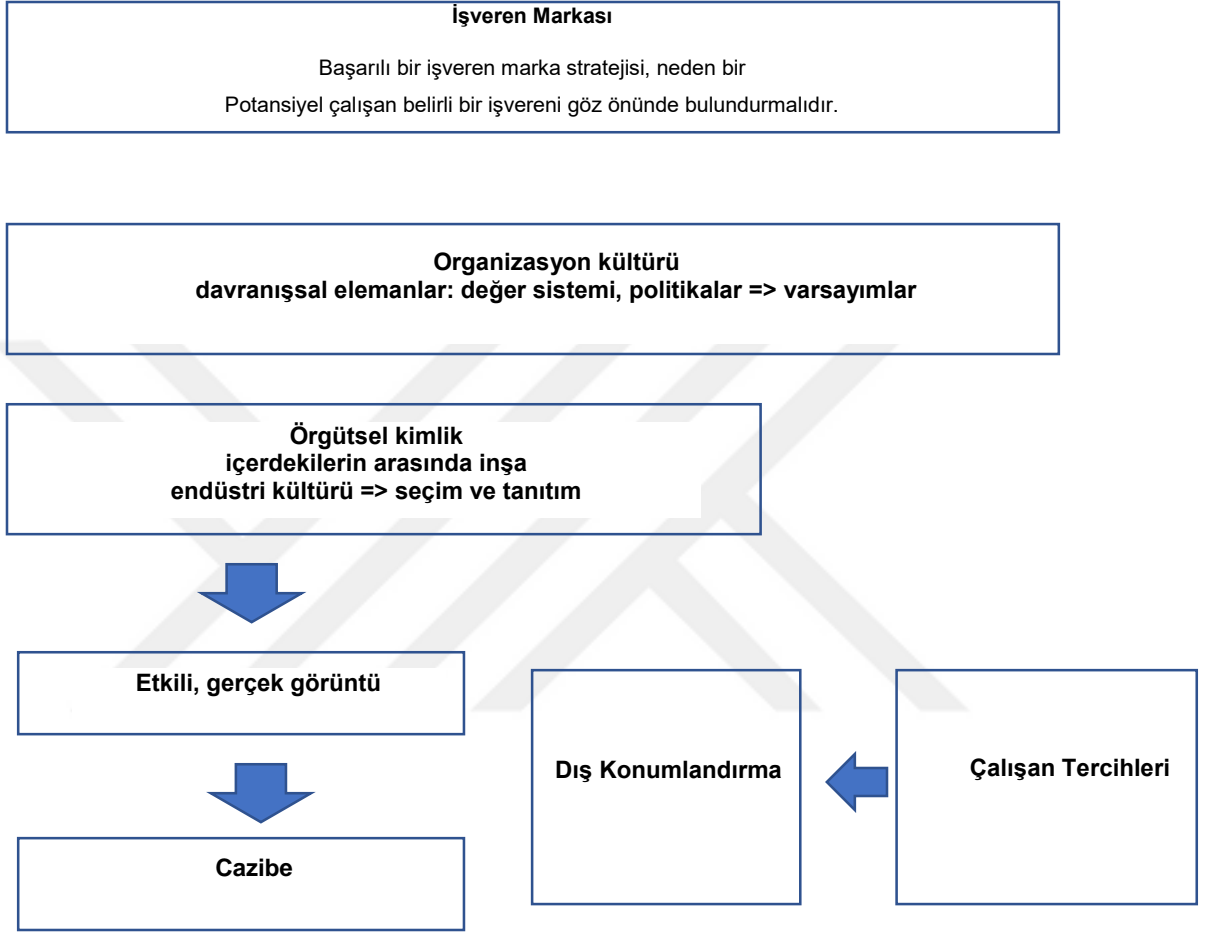 İşveren Markası
Başarılı bir işveren marka stratejisi, neden bir
Potansiyel çalışan belirli bir işvereni göz önünde bulundurmalıdır.
Organizasyon kültürü
davranışsal elemanlar: değer sistemi, politikalar => varsayımlar
Örgütsel kimlik
içerdekilerin arasında inşa
endüstri kültürü => seçim ve tanıtım
Etkili, gerçek görüntü
Cazibe
Dış Konumlandırma
Çalışan Tercihleri